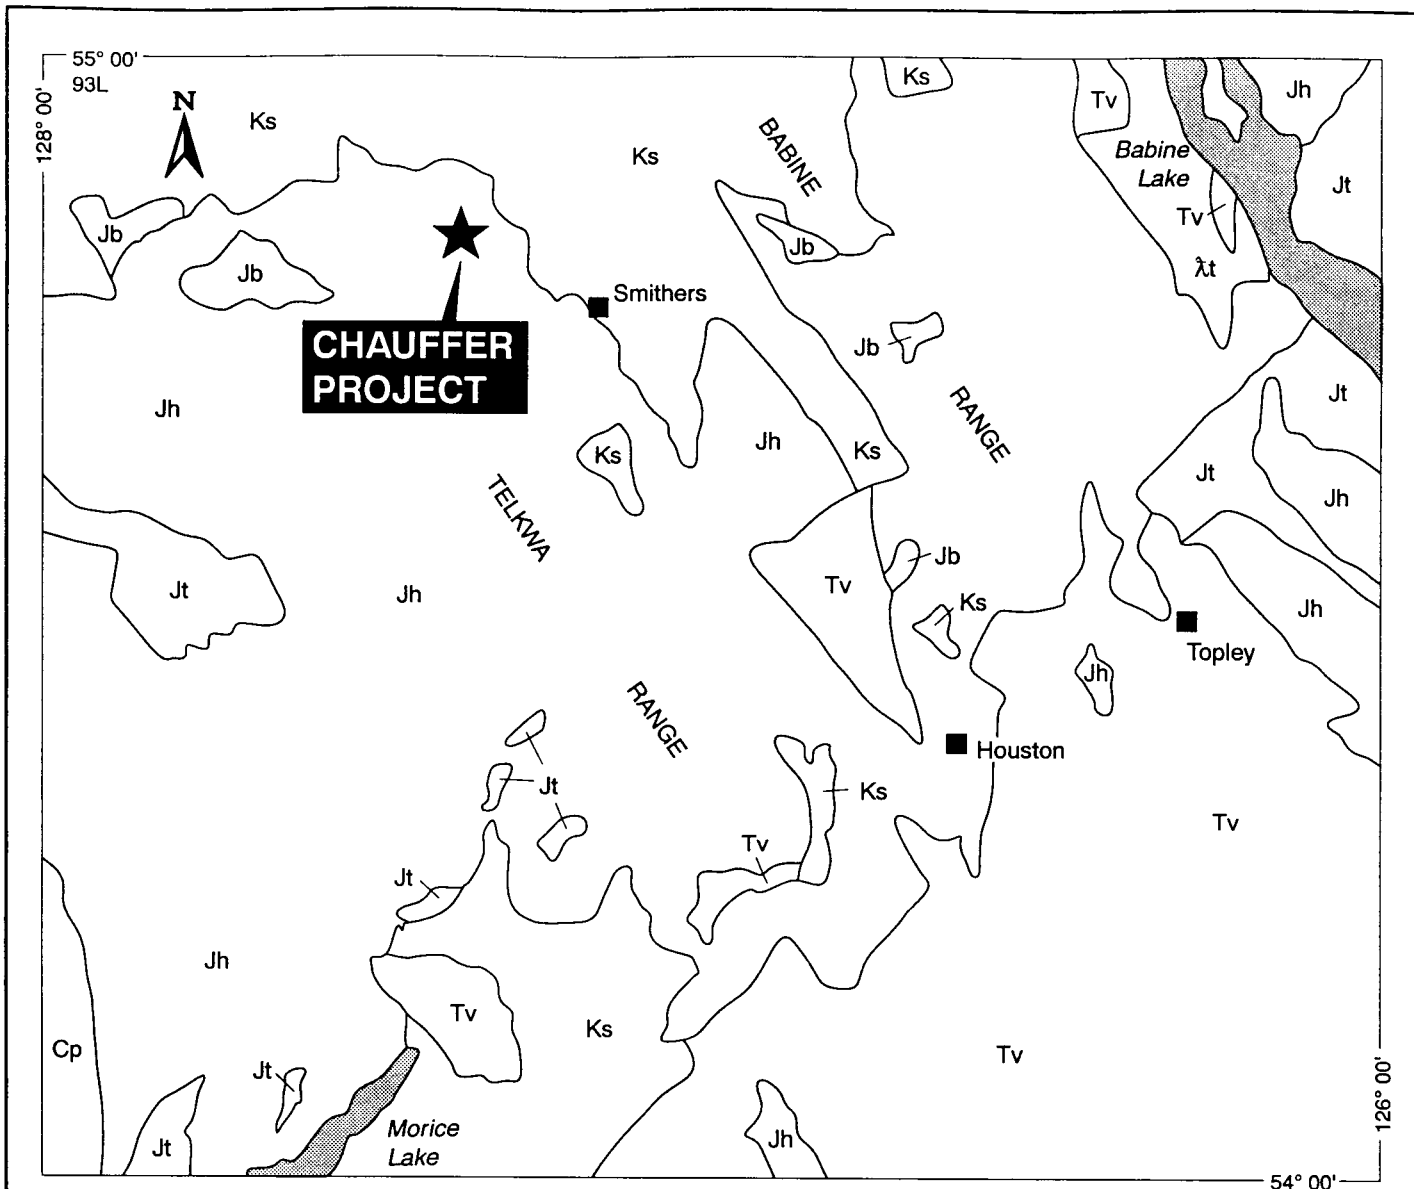 55° 00'
93L
128° 00'
N
Ks
Ks
Ks
BABINE
Tv
Jh
Babine
Lake
Jt
Tv
Jb
Jb
Jb
Smithers
CHAUFFER
PROJECT
Jb
Jh
RANGE
Jt
Jh
Ks
Ks
Jt
Jh
TELKWA
Jb
Jt
Jh
Tv
Ks
Jh
Topley
Jh
RANGE
Houston
Jt
Ks
Tv
Tv
Jt
Jh
Tv
Ks
Tv
Cp
Jt
Morice
Lake
Jt
Jh
126° 00'
54° 00'